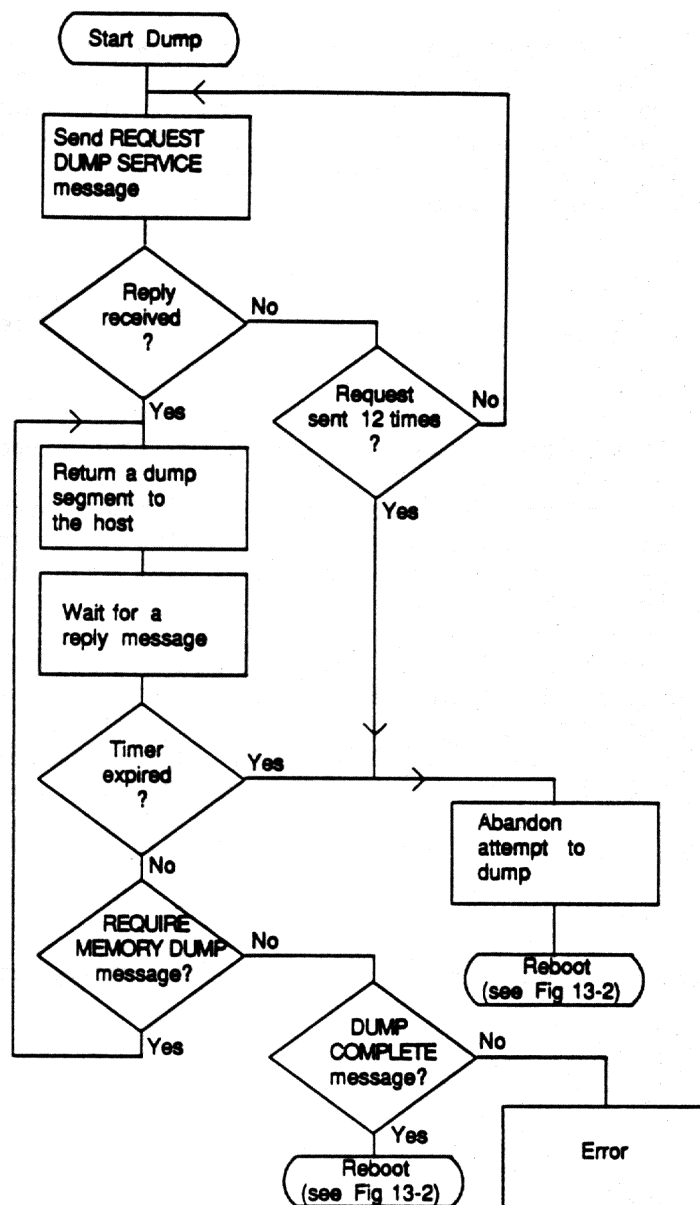 Start Dump
Send REQUEST
DUMP SERVICE
message
Reply
received
?
No
Yes
Request
sent 12 times
?
No
Yes
Return a dump
segment to
the host
Wait for a
reply message
Timer
expired
?
Yes
No
Abandon
attempt to
dump
Reboot
(see Fig 13-2)
REQUIRE
MEMORY DUMP
message?
No
Yes
DUMP
COMPLETE
message?
No
Yes
Error
Reboot
(see Fig 13-2)